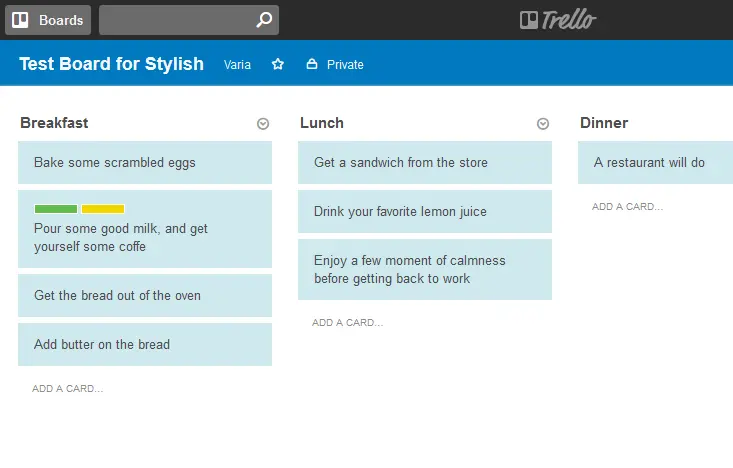 Boards
Trello
Test Board for Stylish Varia Private
Breakfast
Bake some scrambled eggs
Pour some good milk, and get
yourself some coffe
Get the bread out of the oven
Add butter on the bread
ADD A CARD...
Lunch
Get a sandwich from the store
Drink your favorite lemon juice
Enjoy a few moment of calmness
before getting back to work
ADD A CARD...
Dinner
A restaurant will do
ADD A CARD...